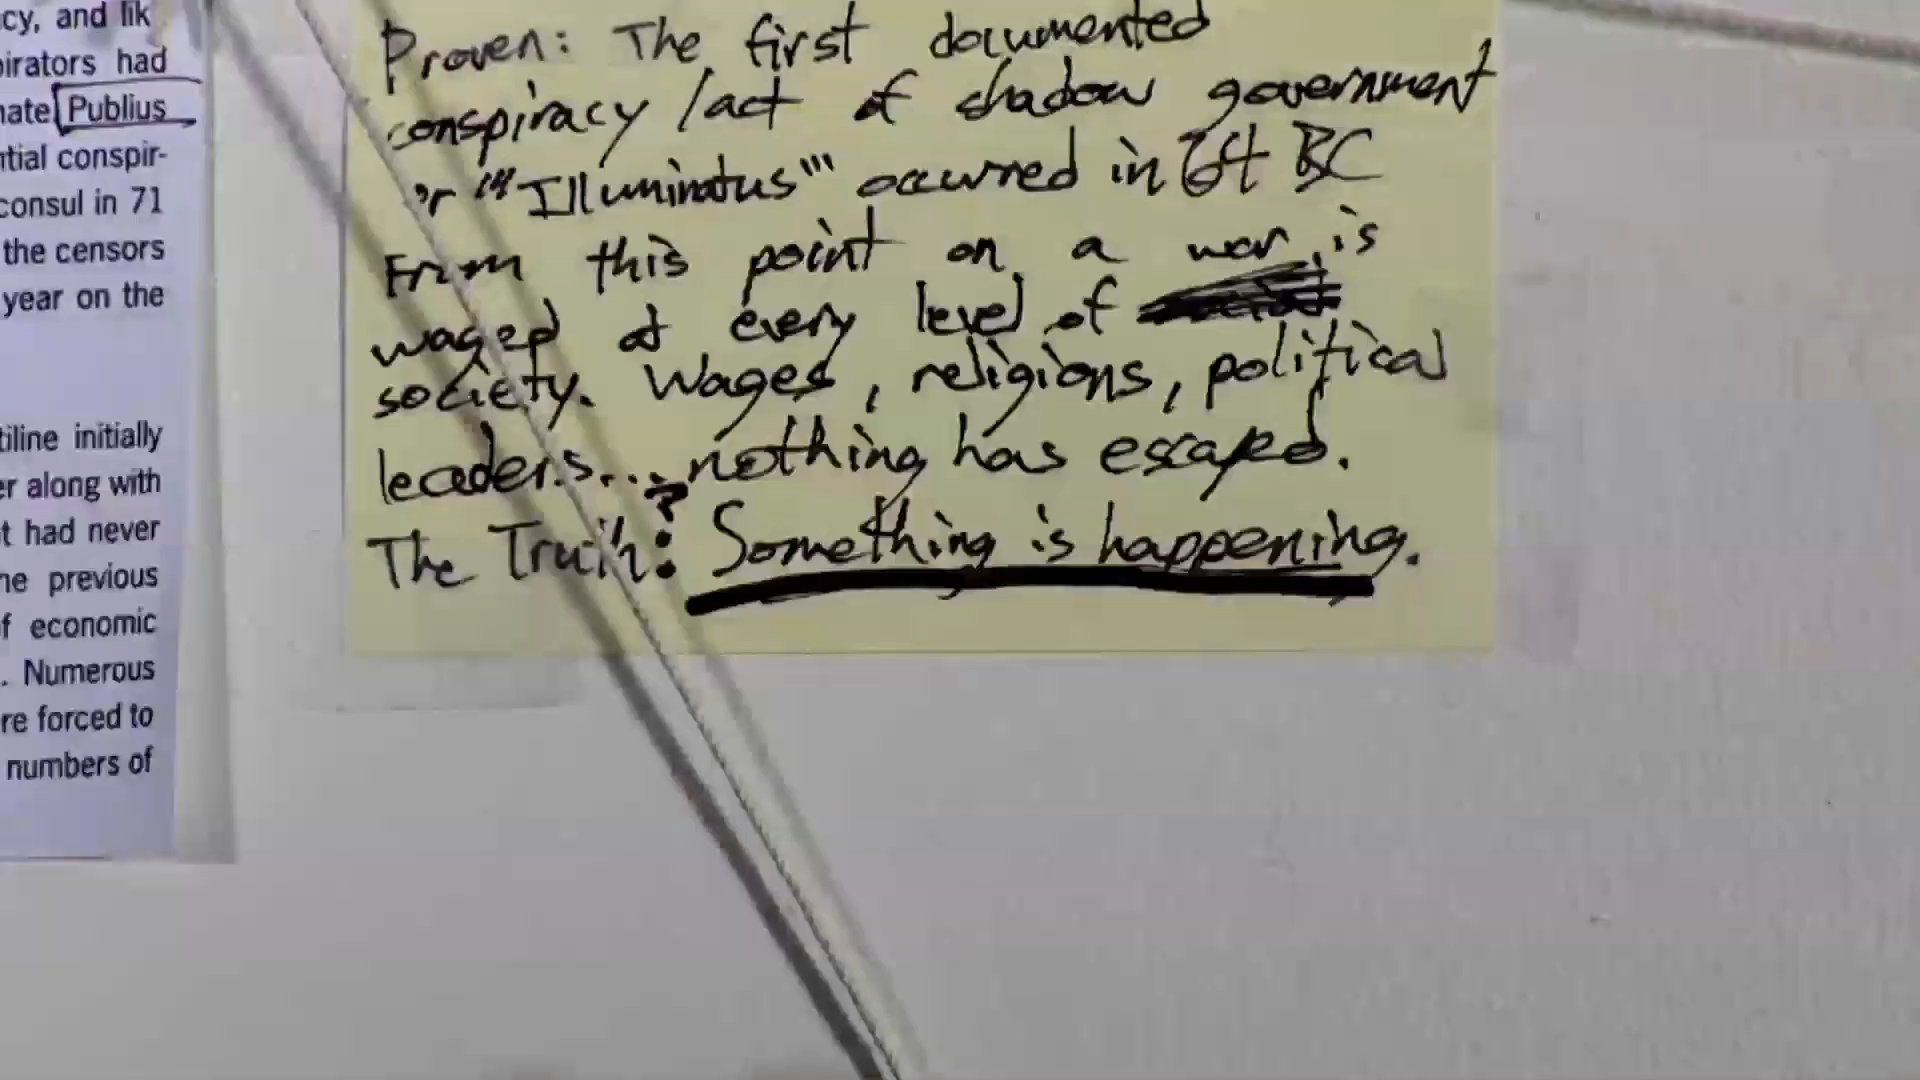 cy, and lik
pirators had
nate Publius
ntial conspir-
consul in 71
the censors
year on the
tiline initially
er along with
t had never
he previous
f economic
. Numerous
re forced to
numbers of
Proven: The first documented
conspiracy / act of shadow government
or "'"Illuminatus"'" occurred in 64 BC
From this point on, a war is
waged at every level of
society. Wages, religions, political
leaders... nothing has escaped.
The Truth?: Something is happening.